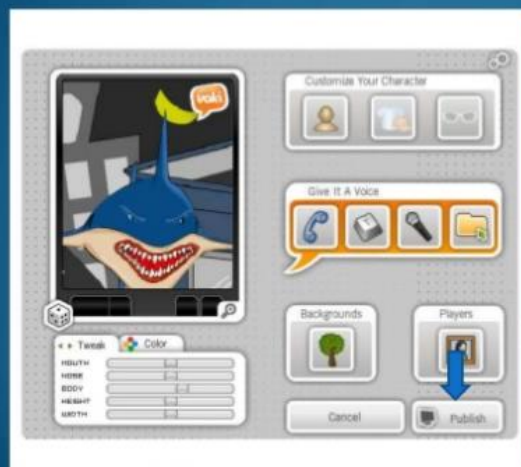 Customize Your Character
voki
Give It A Voice
Backgrounds
Players
Tweak
Color
MOUTH
NOSE
BODY
HEIGHT
WIDTH
Cancel
Publish